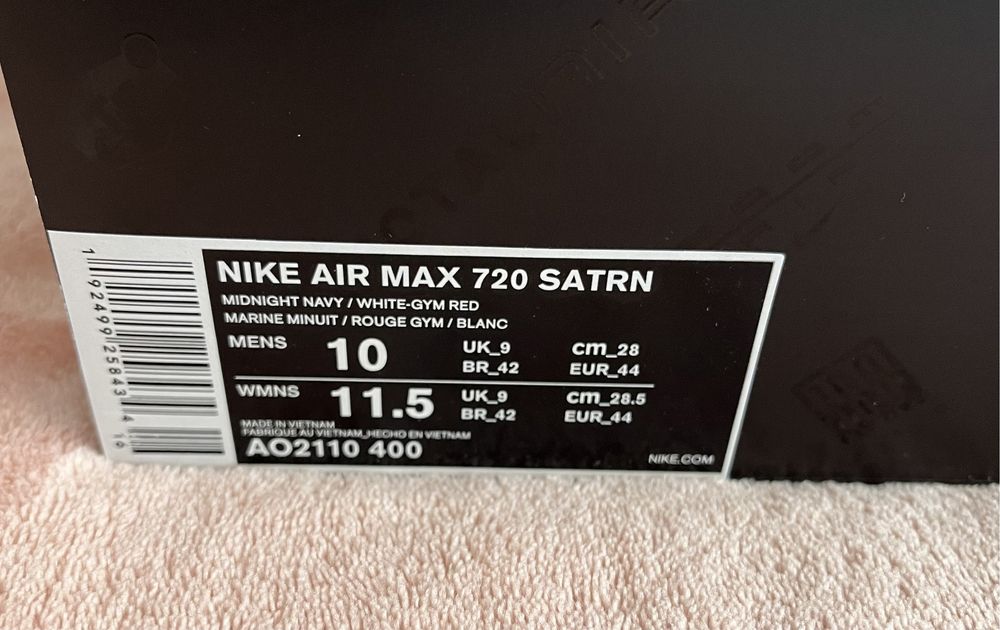 NIKE AIR MAX 720 SATRN
MIDNIGHT NAVY / WHITE-GYM RED
MARINE MINUIT / ROUGE GYM / BLANC
MENS 10 UK_9 cm_28
BR_42 EUR_44
WMNS 11.5 UK_9 cm_28.5
BR_42 EUR_44
MADE IN VIETNAM
FABRIQUE AU VIETNAM_HECHO EN VIETNAM
AO2110 400
NIKE.COM